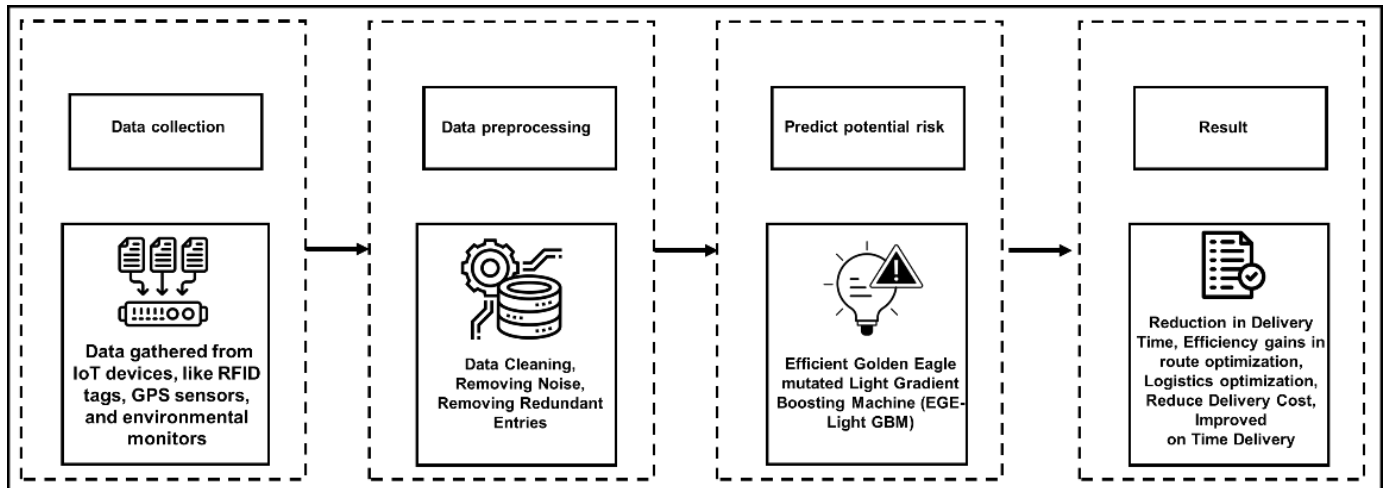 Data collection
Data gathered from
IoT devices, like RFID
tags, GPS sensors,
and environmental
monitors
Data preprocessing
Data Cleaning,
Removing Noise,
Removing Redundant
Entries
Predict potential risk
Efficient Golden Eagle
mutated Light Gradient
Boosting Machine (EGE-
Light GBM)
Result
Reduction in Delivery
Time, Efficiency gains in
route optimization,
Logistics optimization,
Reduce Delivery Cost,
Improved
on Time Delivery